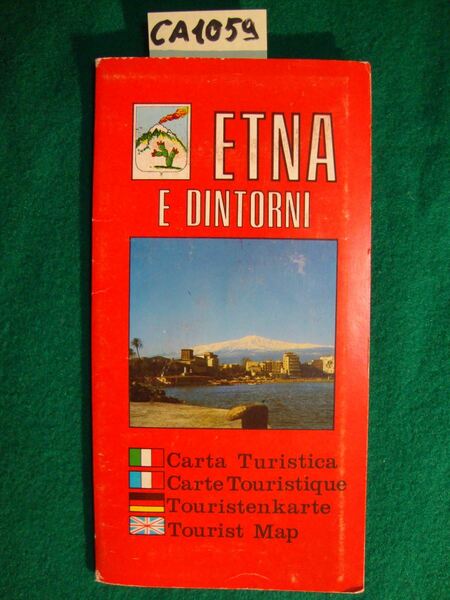 CA1059
ETNA
E DINTORNI
Carta Turistica
Carte Touristique
Touristenkarte
Tourist Map